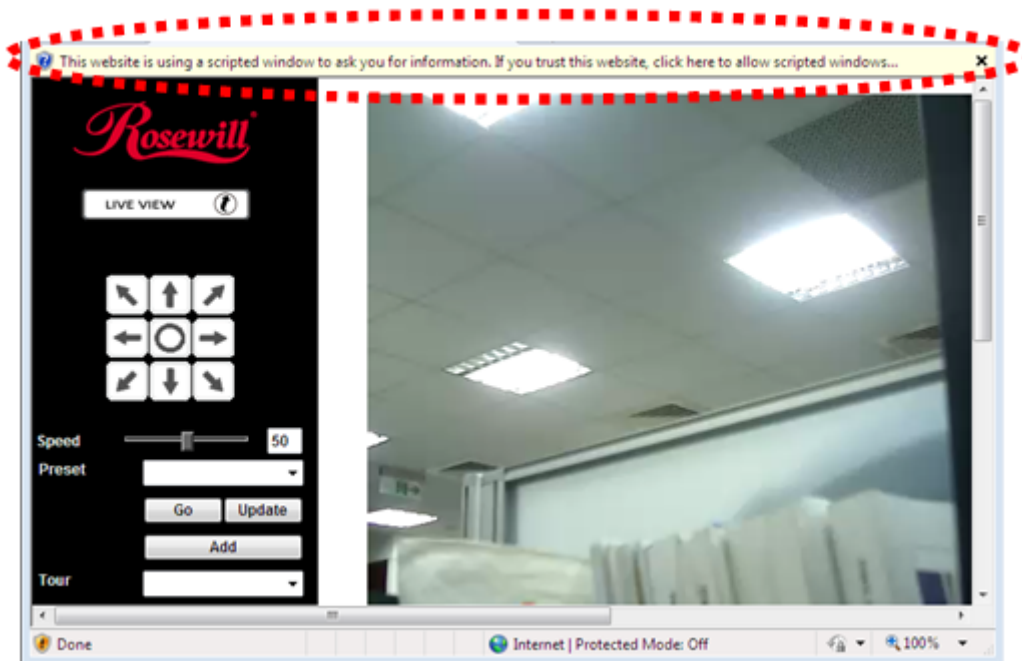 This website is using a scripted window to ask you for information. If you trust this website, click here to allow scripted windows...
Rosewill
LIVE VIEW
Speed 50
Preset
Go Update
Add
Tour
Done Internet | Protected Mode: Off 100%